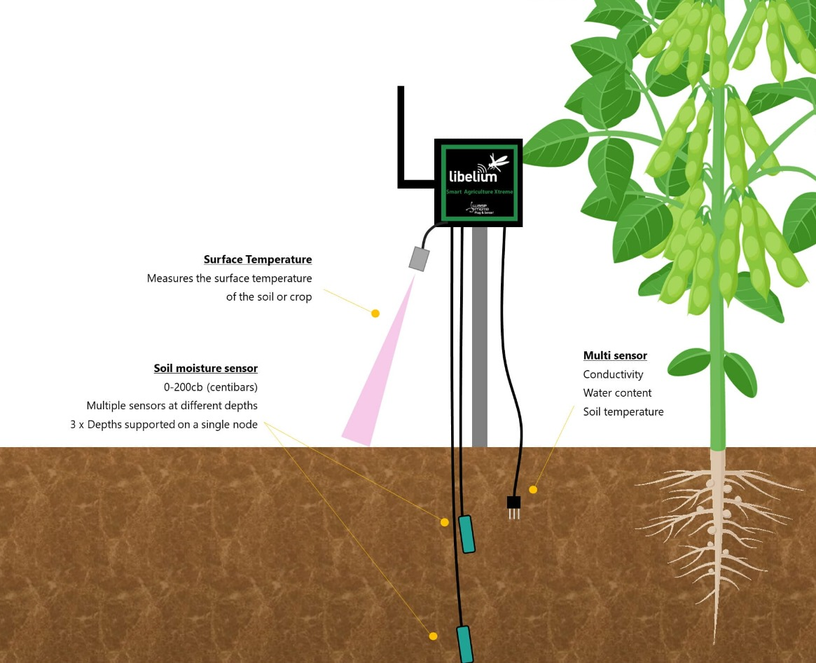 libelium
Smart Agriculture Xtreme
Plug & Sense!
Surface Temperature
Measures the surface temperature
of the soil or crop
Soil moisture sensor
0-200cb (centibars)
Multiple sensors at different depths
3 x Depths supported on a single node
Multi sensor
Conductivity
Water content
Soil temperature